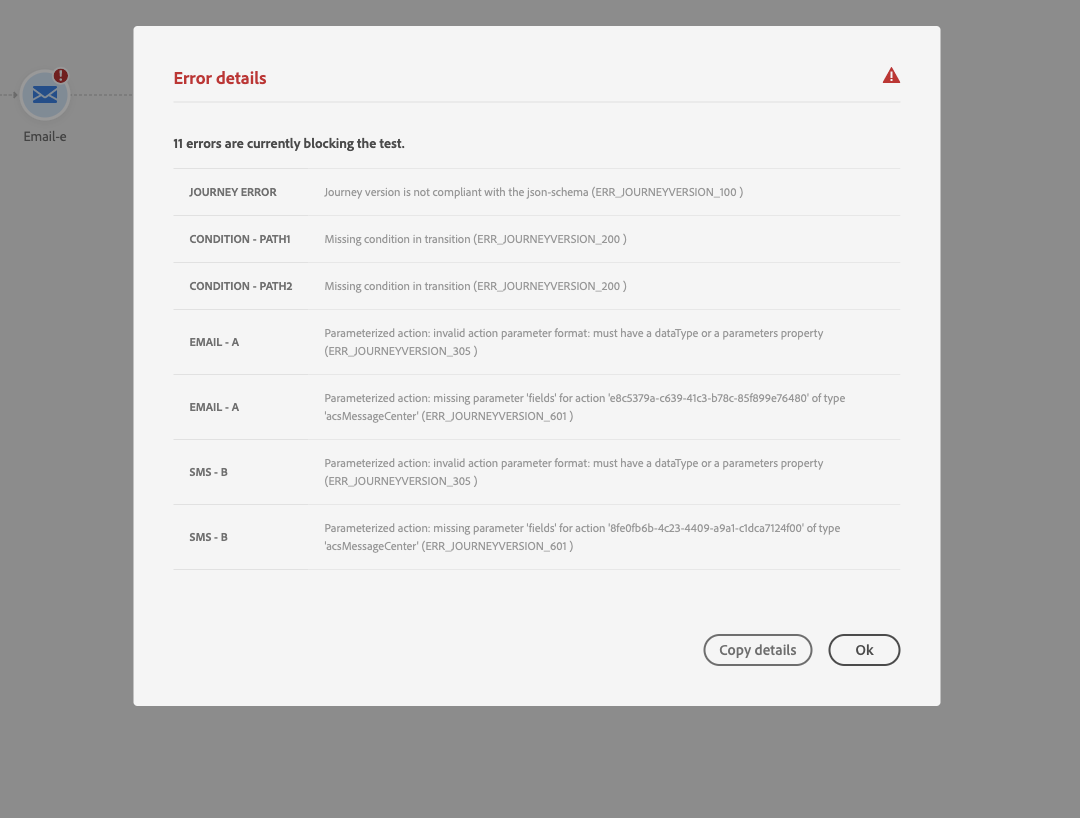 Error details
Email-e
11 errors are currently blocking the test.
JOURNEY ERROR
Journey version is not compliant with the json-schema (ERR_JOURNEYVERSION_100 )
CONDITION - PATH1
Missing condition in transition (ERR_JOURNEYVERSION_200 )
CONDITION - PATH2
Missing condition in transition (ERR_JOURNEYVERSION_200 )
EMAIL - A
Parameterized action: invalid action parameter format: must have a dataType or a parameters property
(ERR_JOURNEYVERSION_305 )
EMAIL - A
Parameterized action: missing parameter 'fields' for action 'e8c5379a-c639-41c3-b78c-85f899e76480' of type
'acsMessageCenter' (ERR_JOURNEYVERSION_601 )
SMS - B
Parameterized action: invalid action parameter format: must have a dataType or a parameters property
(ERR_JOURNEYVERSION_305 )
SMS - B
Parameterized action: missing parameter 'fields' for action '8fe0fb6b-4c23-4409-a9a1-c1dca7124f00' of type
'acsMessageCenter' (ERR_JOURNEYVERSION_601 )
Copy details
Ok